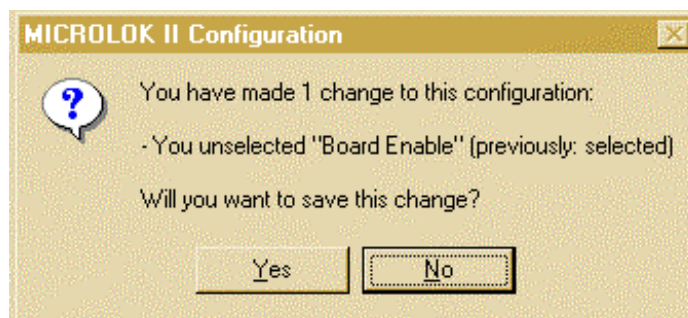 MICROLOK II Configuration
You have made 1 change to this configuration:
- You unselected "Board Enable" (previously: selected)
Will you want to save this change?
Yes No